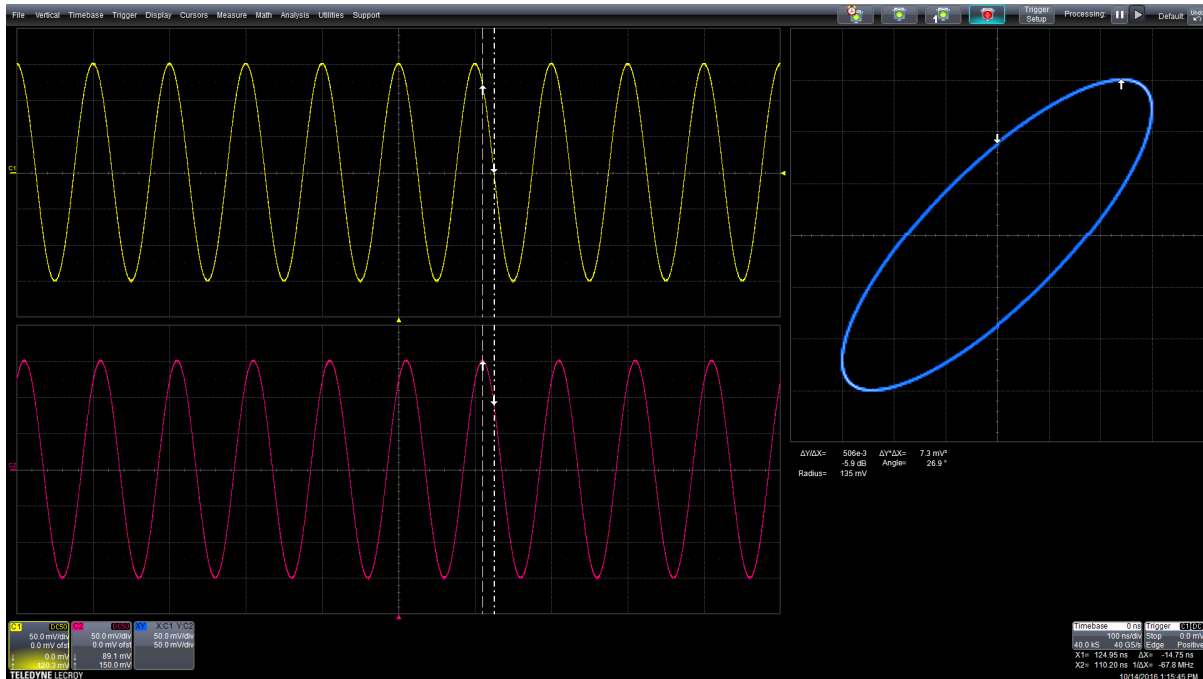 File Vertical Timebase Trigger Display Cursors Measure Math Analysis Utilities Support
1
Trigger Setup
Processing:
Default
Undo
C1
C2
ΔY/ΔX= 506e-3 ΔY*ΔX= 7.3 mV²
-5.9 dB Angle= 26.9 °
Radius= 135 mV
C1 DC50
50.0 mV/div
0.0 mV ofst
↓ 0.0 mV
↑ -120.3 mV
C2 DC50
50.0 mV/div
0.0 mV ofst
↓ 89.1 mV
↑ 150.0 mV
XY X:C1 Y:C2
50.0 mV/div
50.0 mV/div
Timebase 0 ns
100 ns/div
40.0 kS 40 GS/s
Trigger C1 DC
Stop 0.0 mV
Edge Positive
X1= 124.95 ns ΔX= -14.75 ns
X2= 110.20 ns 1/ΔX= -67.8 MHz
TELEDYNE LECROY
10/14/2016 1:15:45 PM